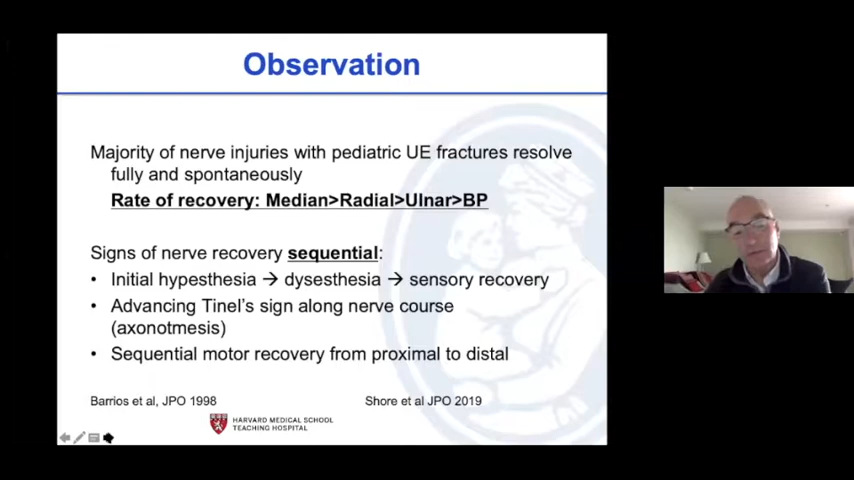 Observation
Majority of nerve injuries with pediatric UE fractures resolve
fully and spontaneously
Rate of recovery: Median>Radial>Ulnar>BP
Signs of nerve recovery sequential:
• Initial hypesthesia → dysesthesia → sensory recovery
• Advancing Tinel's sign along nerve course
(axonotmesis)
• Sequential motor recovery from proximal to distal
Barrios et al, JPO 1998
Shore et al JPO 2019
HARVARD MEDICAL SCHOOL
TEACHING HOSPITAL